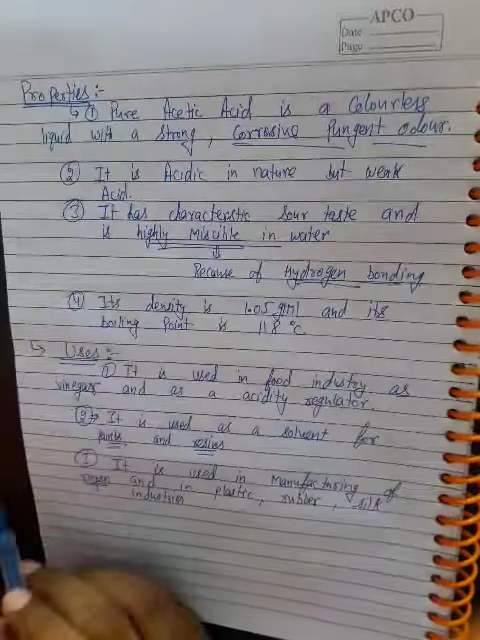 APCO
Date
Page
Properties :-
↳ ① Pure Acetic Acid is a Colourless
liquid with a strong, Corrosive Pungent odour.
② It is Acidic in nature but weak
Acid.
③ It has characterstic sour taste and
is highly Miscible in water
Because of Hydrogen bonding
④ Its density is 1.05 g/ml and its
boiling Point is 118 °C
↳ Uses :-
① It is used in food industry as
vinegar and as a acidity regulator.
② It is used as a solvent for
paints, and resins
It is used in Manufacturing of
and in plastic, rubber, silk
industries